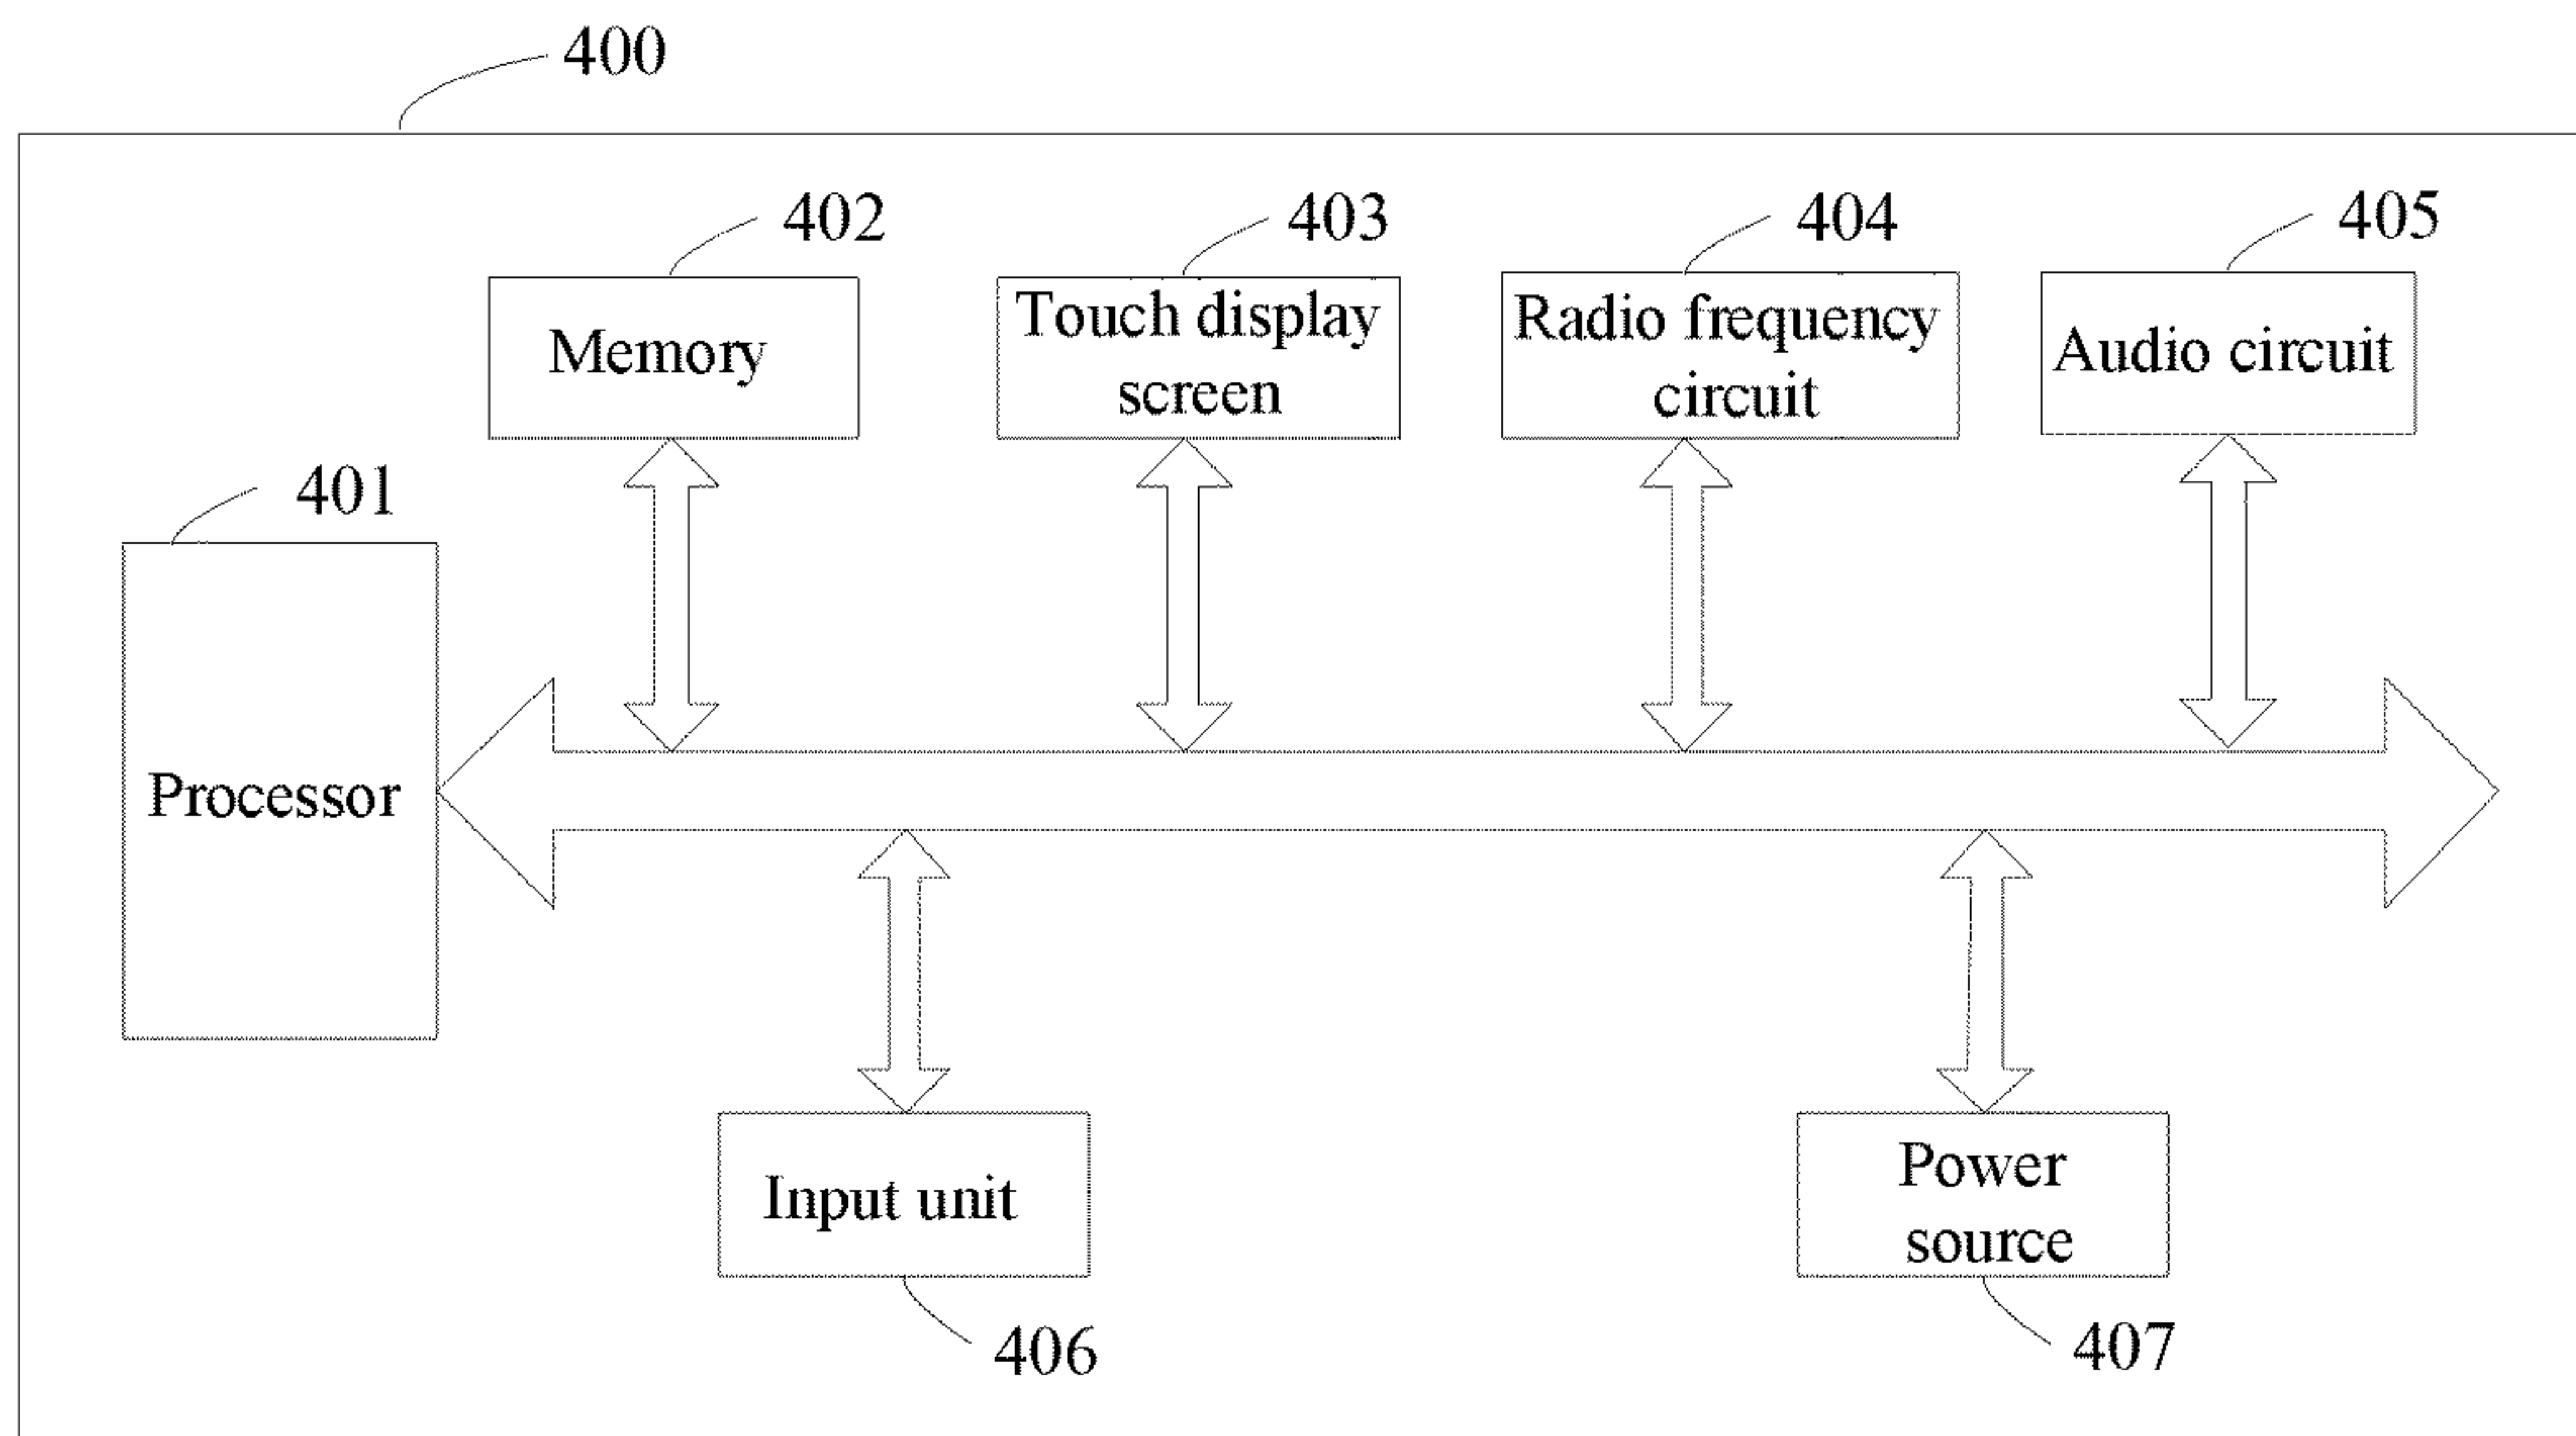 400
402
403
404
405
Memory
Touch display
screen
Radio frequency
circuit
Audio circuit
401
Processor
Input unit
Power
source
406
407